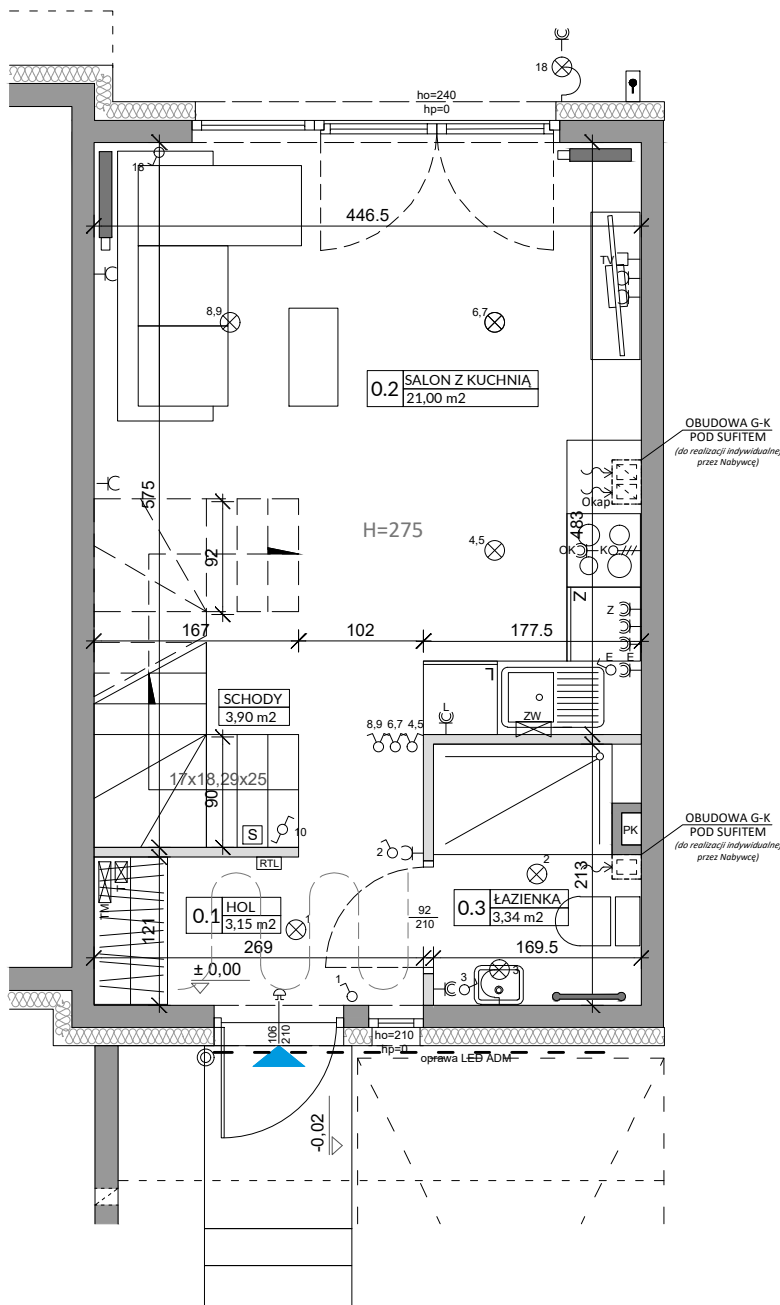 18
ho=240
hp=0
18
446.5
TV
8,9
6,7
0.2
SALON Z KUCHNIĄ
21,00 m2
OBUDOWA G-K
POD SUFITEM
(do realizacji indywidualnej
przez Nabywcę)
575
Okap
483
H=275
4,5
OK
K
92
Z
Z
167
102
177.5
E
E
SCHODY
3,90 m2
L
ZW
8,9
6,7
4,5
17x18,29x25
90
S
10
OBUDOWA G-K
POD SUFITEM
(do realizacji indywidualnej
przez Nabywcę)
PK
RTL
2
2
TM
T
213
0.1
HOL
3,15 m2
92
210
0.3
ŁAZIENKA
3,34 m2
121
1
269
169.5
± 0,00
3
3
1
106
210
ho=210
hp=0
oprawa LED ADM
-0,02